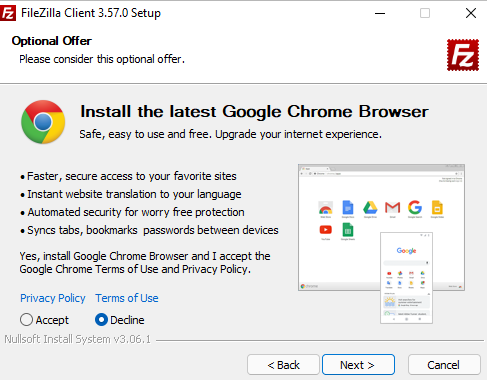 FileZilla Client 3.57.0 Setup
Optional Offer
Please consider this optional offer.
Install the latest Google Chrome Browser
Safe, easy to use and free. Upgrade your internet experience.
• Faster, secure access to your favorite sites
• Instant website translation to your language
• Automated security for worry free protection
• Syncs tabs, bookmarks passwords between devices
Google
Yes, install Google Chrome Browser and I accept the
Google Chrome Terms of Use and Privacy Policy.
Privacy Policy Terms of Use
Accept Decline
Nullsoft Install System v3.06.1
< Back Next > Cancel